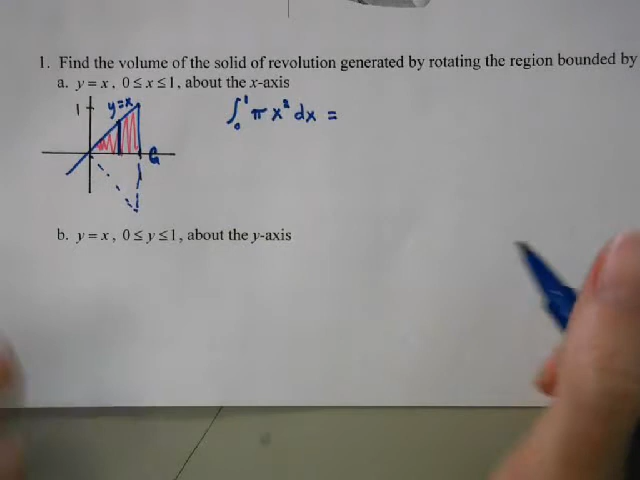 1. Find the volume of the solid of revolution generated by rotating the region bounded by
a. y = x, 0 ≤ x ≤ 1, about the x-axis
1 y=x
∫₀¹ π x² dx =
b. y = x, 0 ≤ y ≤ 1, about the y-axis